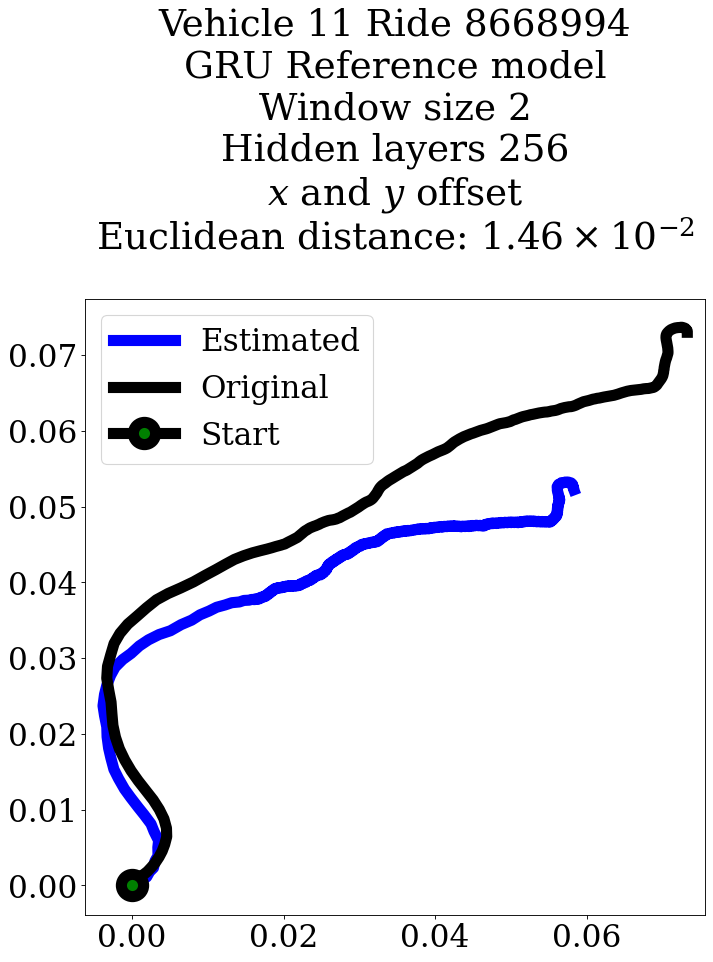 Vehicle 11 Ride 8668994
GRU Reference model
Window size 2
Hidden layers 256
x and y offset
Euclidean distance: 1.46 × 10⁻²
Estimated
Original
Start
0.07
0.06
0.05
0.04
0.03
0.02
0.01
0.00
0.00 0.02 0.04 0.06